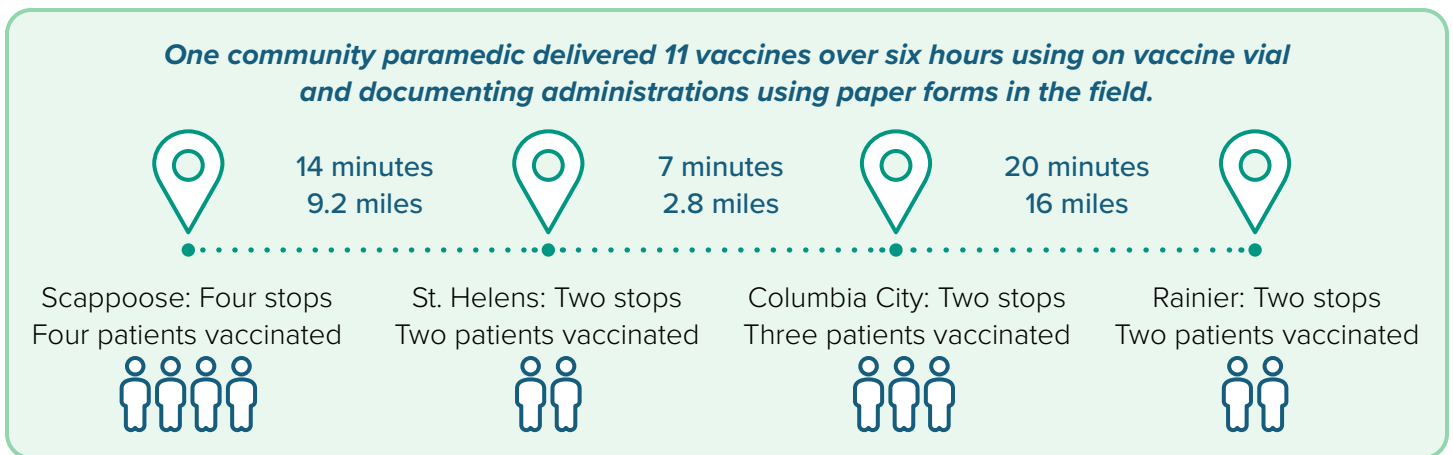 One community paramedic delivered 11 vaccines over six hours using on vaccine vial
and documenting administrations using paper forms in the field.
14 minutes
9.2 miles
7 minutes
2.8 miles
20 minutes
16 miles
Scappoose: Four stops
Four patients vaccinated
St. Helens: Two stops
Two patients vaccinated
Columbia City: Two stops
Three patients vaccinated
Rainier: Two stops
Two patients vaccinated